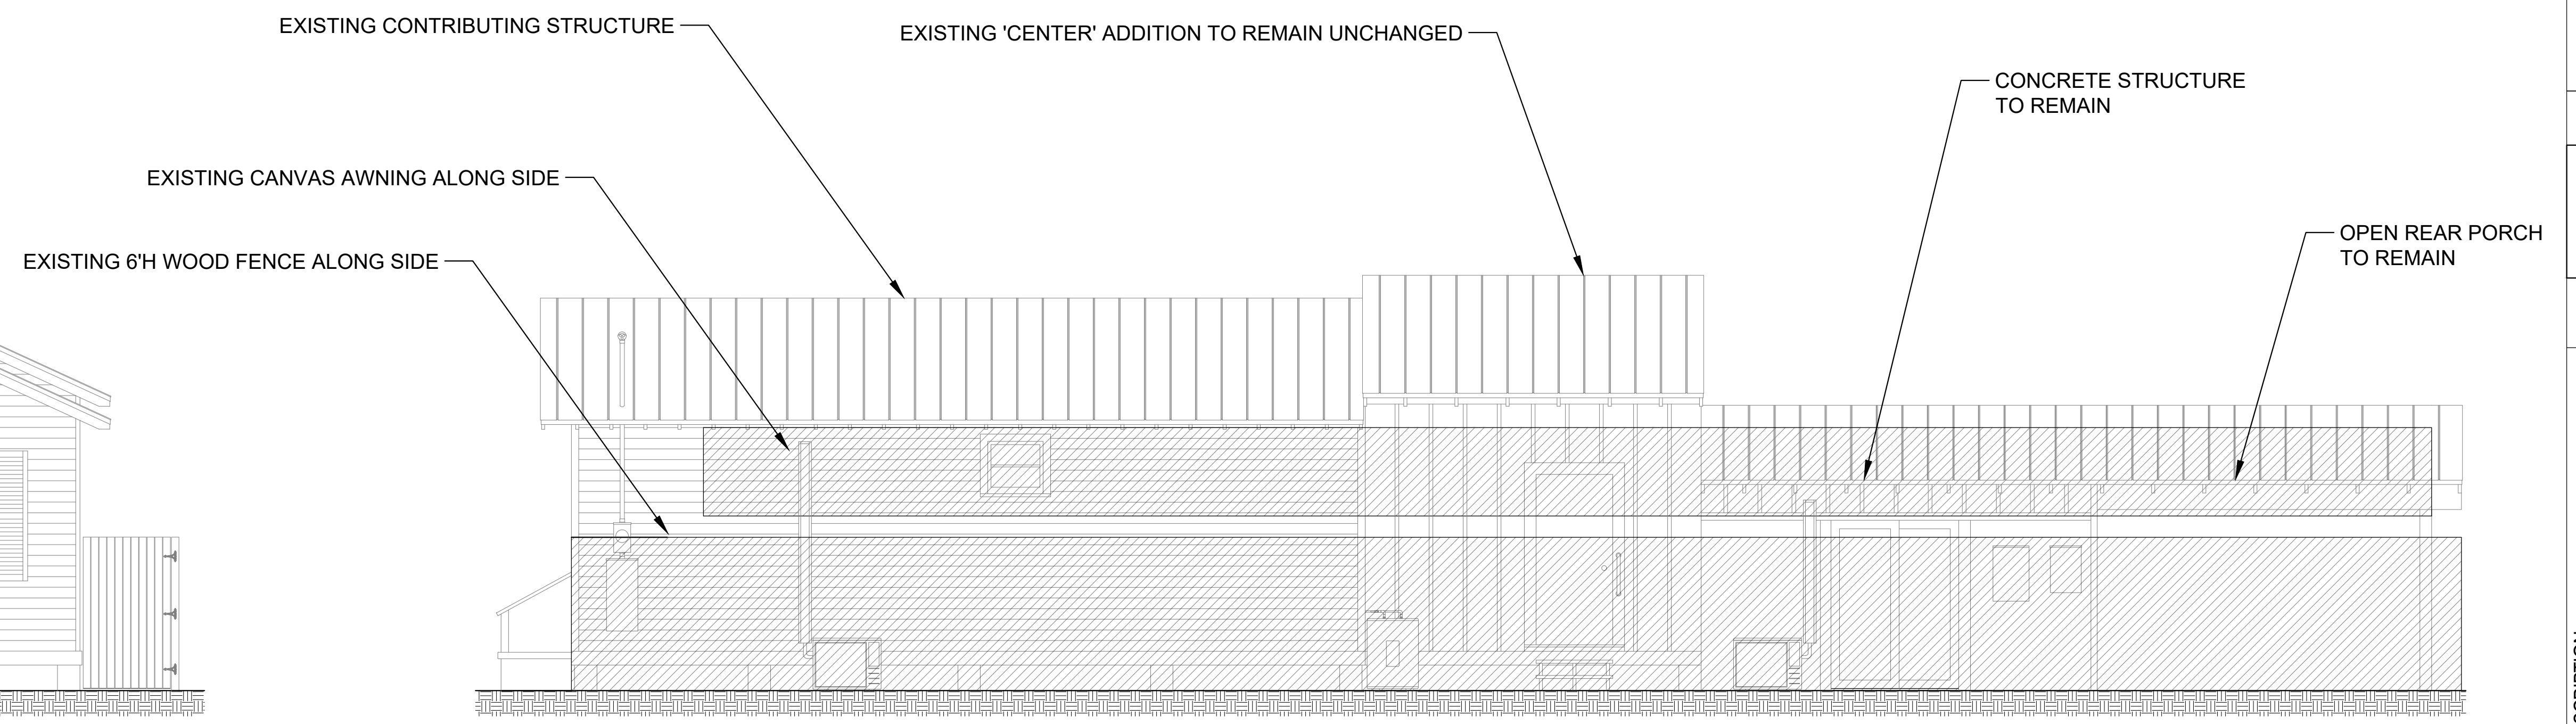 EXISTING CONTRIBUTING STRUCTURE
EXISTING 'CENTER' ADDITION TO REMAIN UNCHANGED
CONCRETE STRUCTURE
TO REMAIN
EXISTING CANVAS AWNING ALONG SIDE
OPEN REAR PORCH
TO REMAIN
EXISTING 6'H WOOD FENCE ALONG SIDE